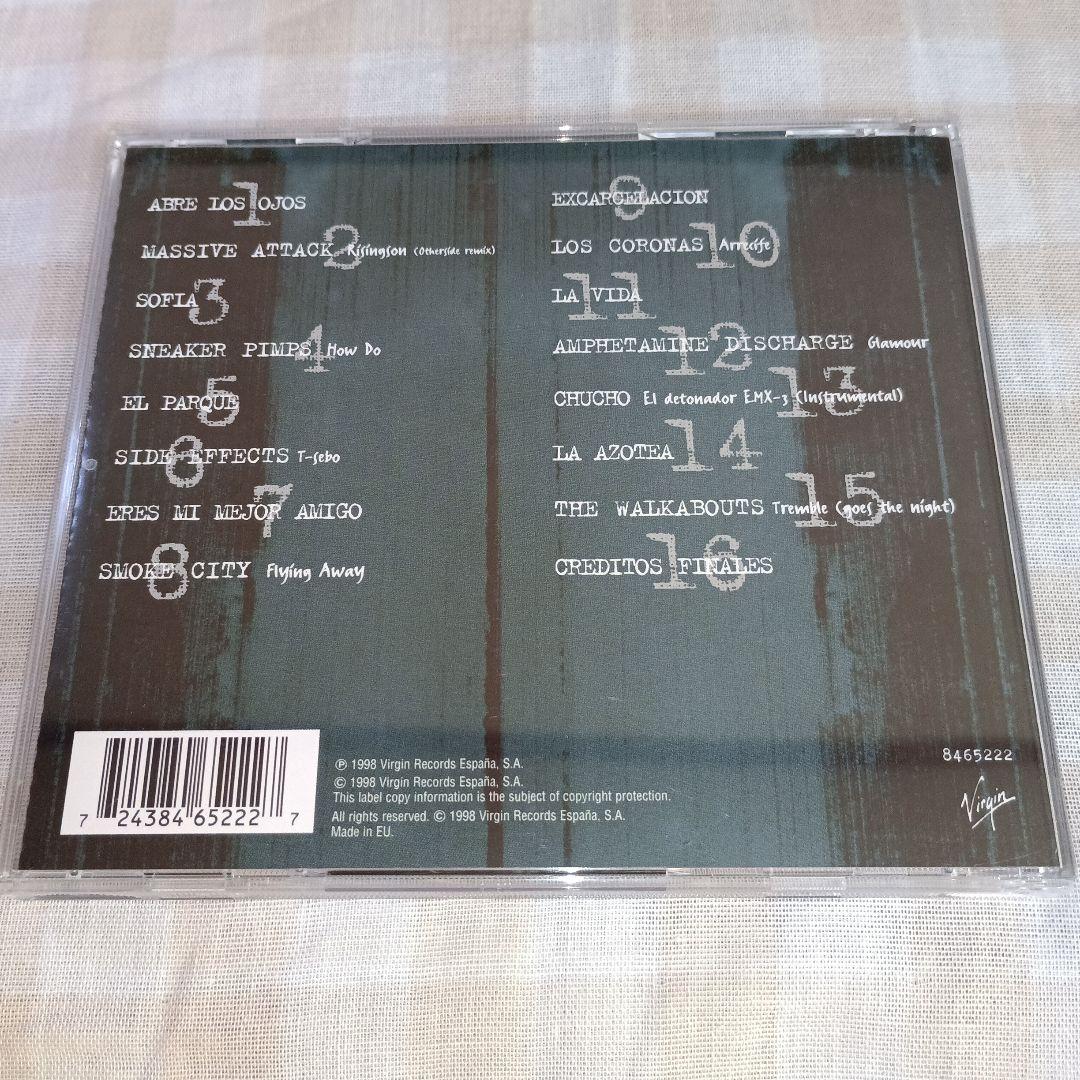 1 ABRE LOS OJOS
2 MASSIVE ATTACK Risingson (Otherside remix)
3 SOFIA
4 SNEAKER PIMPS How Do
5 EL PARQUE
6 SIDE EFFECTS T-sebo
7 ERES MI MEJOR AMIGO
8 SMOKE CITY Flying Away
9 EXCARCELACION
10 LOS CORONAS Arrecife
11 LA VIDA
12 AMPHETAMINE DISCHARGE Glamour
13 CHUCHO El detonador EMX-3 (Instrumental)
14 LA AZOTEA
15 THE WALKABOUTS Tremble (goes the night)
16 CREDITOS FINALES
7 24384 65222 7
℗ 1998 Virgin Records España, S.A.
© 1998 Virgin Records España, S.A.
This label copy information is the subject of copyright protection.
All rights reserved. © 1998 Virgin Records España, S.A.
Made in EU.
8465222
Virgin